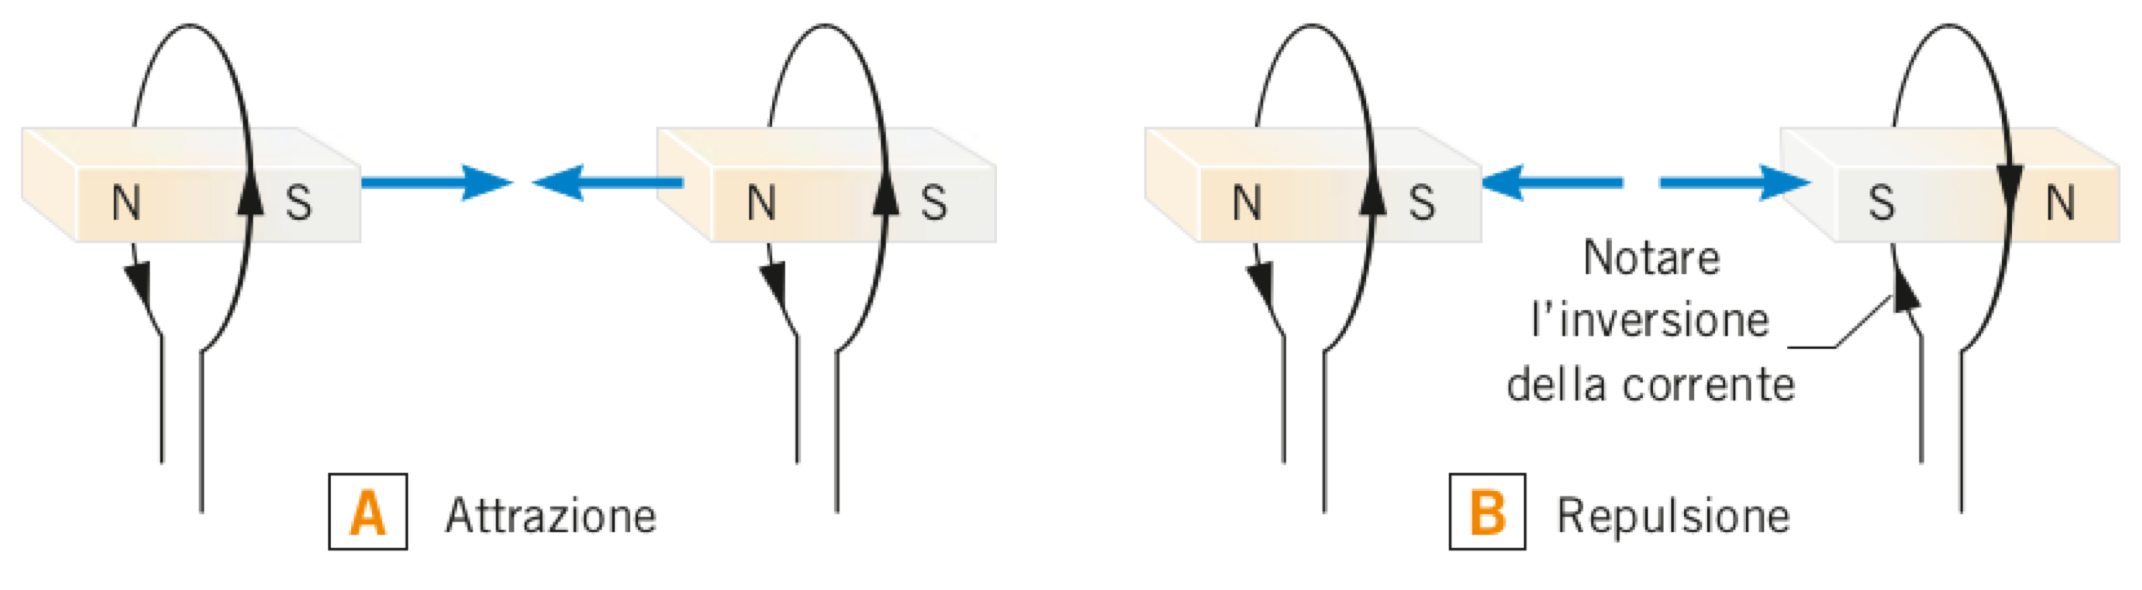 N S
N S
N S
S N
Notare
l'inversione
della corrente
A Attrazione
B Repulsione